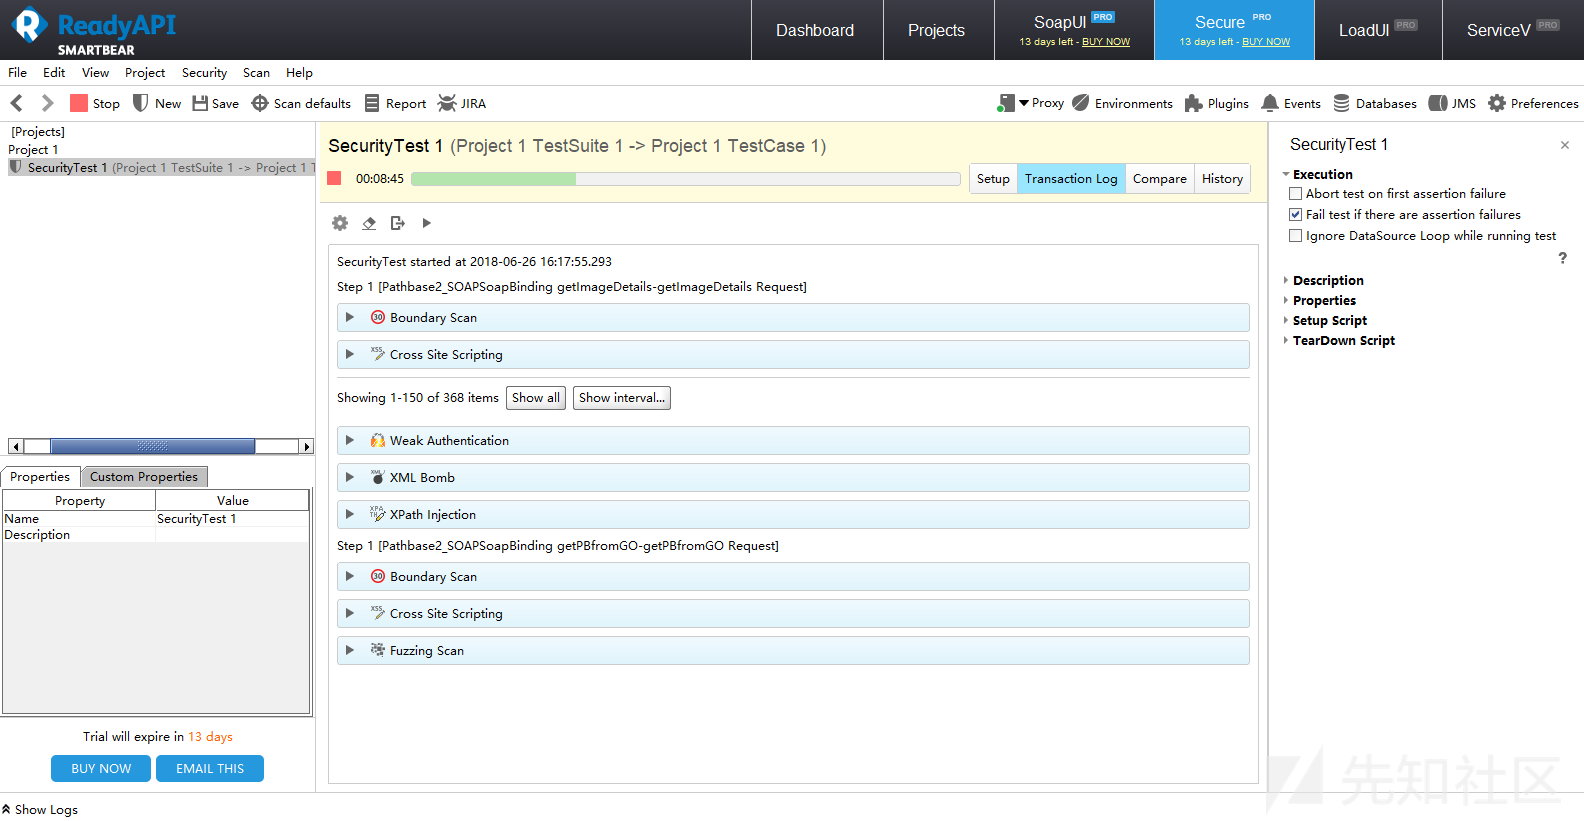 ReadyAPI
SMARTBEAR
Dashboard
Projects
SoapUI PRO
13 days left - BUY NOW
Secure PRO
13 days left - BUY NOW
LoadUI PRO
ServiceV PRO
File Edit View Project Security Scan Help
Stop New Save Scan defaults Report JIRA
Proxy Environments Plugins Events Databases JMS Preferences
[Projects]
Project 1
SecurityTest 1 (Project 1 TestSuite 1 -> Project 1 T
Properties Custom Properties
Property Value
Name SecurityTest 1
Description
Trial will expire in 13 days
BUY NOW EMAIL THIS
Show Logs
SecurityTest 1 (Project 1 TestSuite 1 -> Project 1 TestCase 1)
00:08:45
Setup Transaction Log Compare History
SecurityTest started at 2018-06-26 16:17:55.293
Step 1 [Pathbase2_SOAPSoapBinding getImageDetails-getImageDetails Request]
30 Boundary Scan
XSS Cross Site Scripting
Showing 1-150 of 368 items Show all Show interval...
Weak Authentication
XML XML Bomb
XPA
TH XPath Injection
Step 1 [Pathbase2_SOAPSoapBinding getPBfromGO-getPBfromGO Request]
30 Boundary Scan
XSS Cross Site Scripting
Fuzzing Scan
SecurityTest 1 ×
Execution
Abort test on first assertion failure
Fail test if there are assertion failures
Ignore DataSource Loop while running test
?
Description
Properties
Setup Script
TearDown Script
先知社区